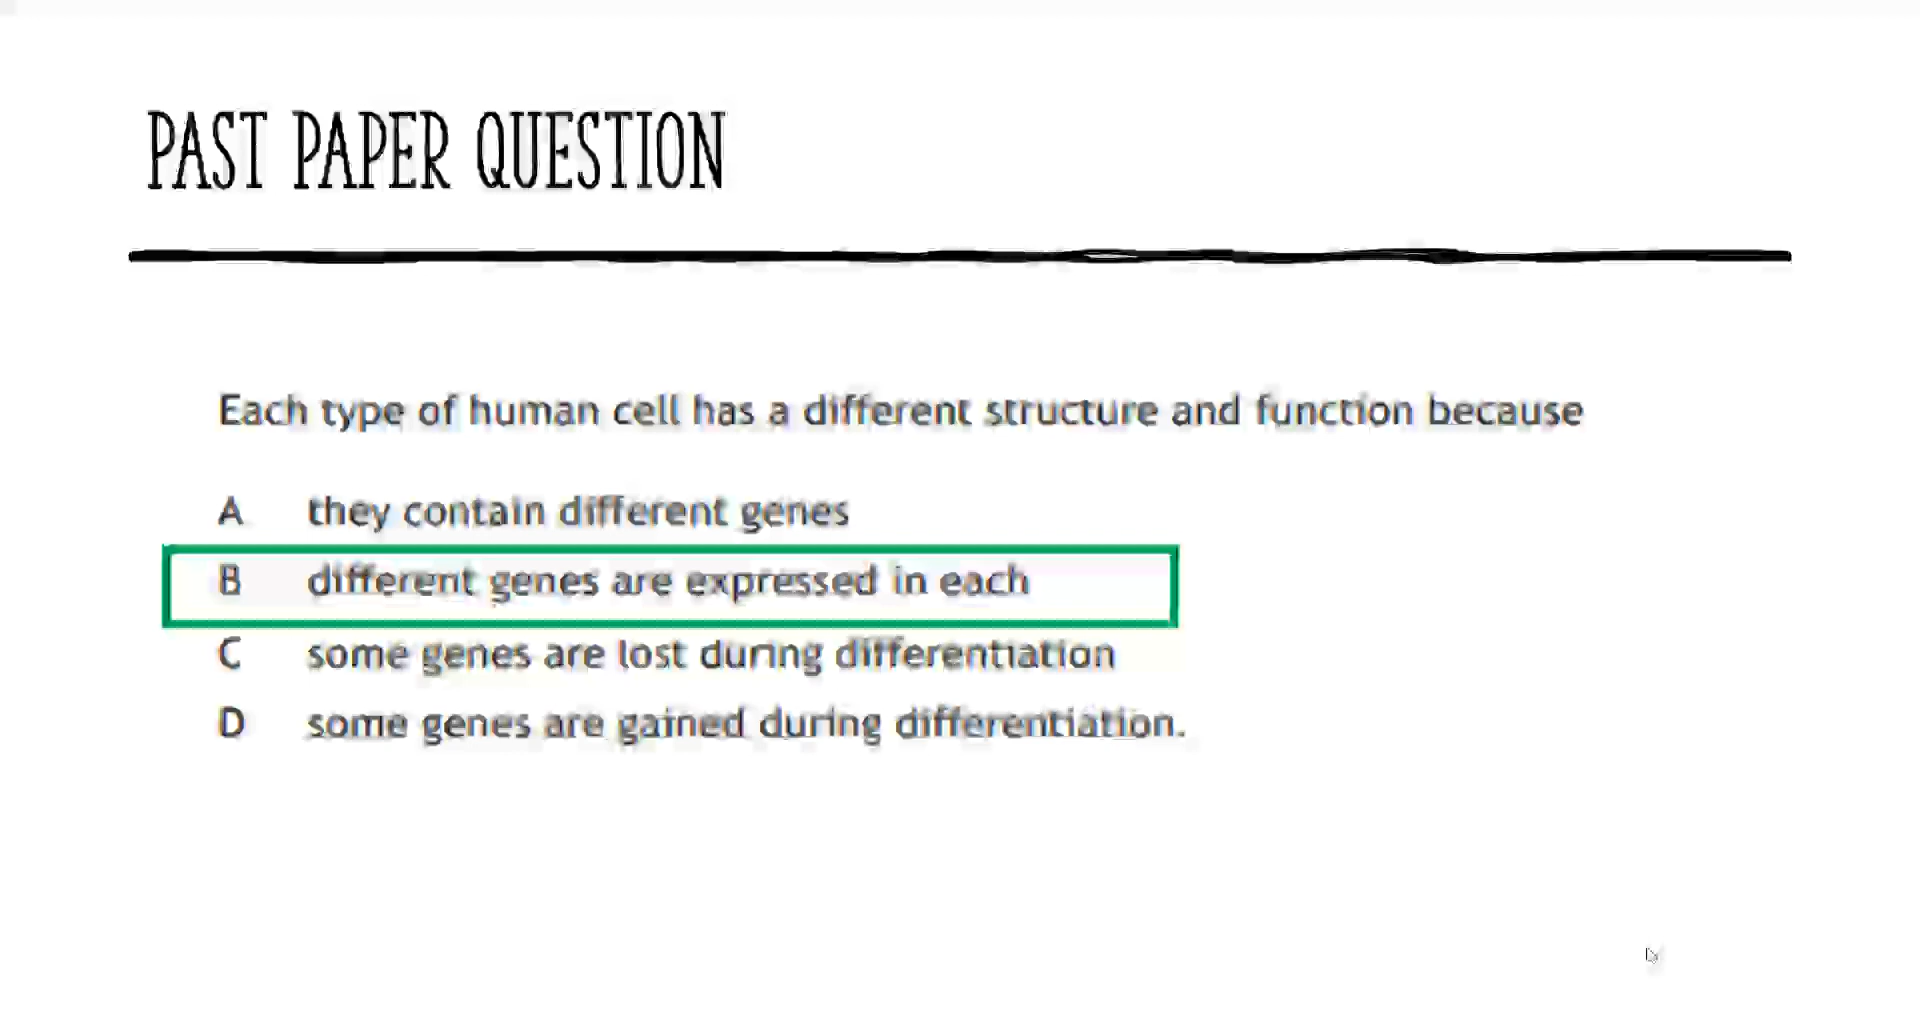 PAST PAPER QUESTION
Each type of human cell has a different structure and function because
A they contain different genes
B different genes are expressed in each
C some genes are lost during differentiation
D some genes are gained during differentiation.